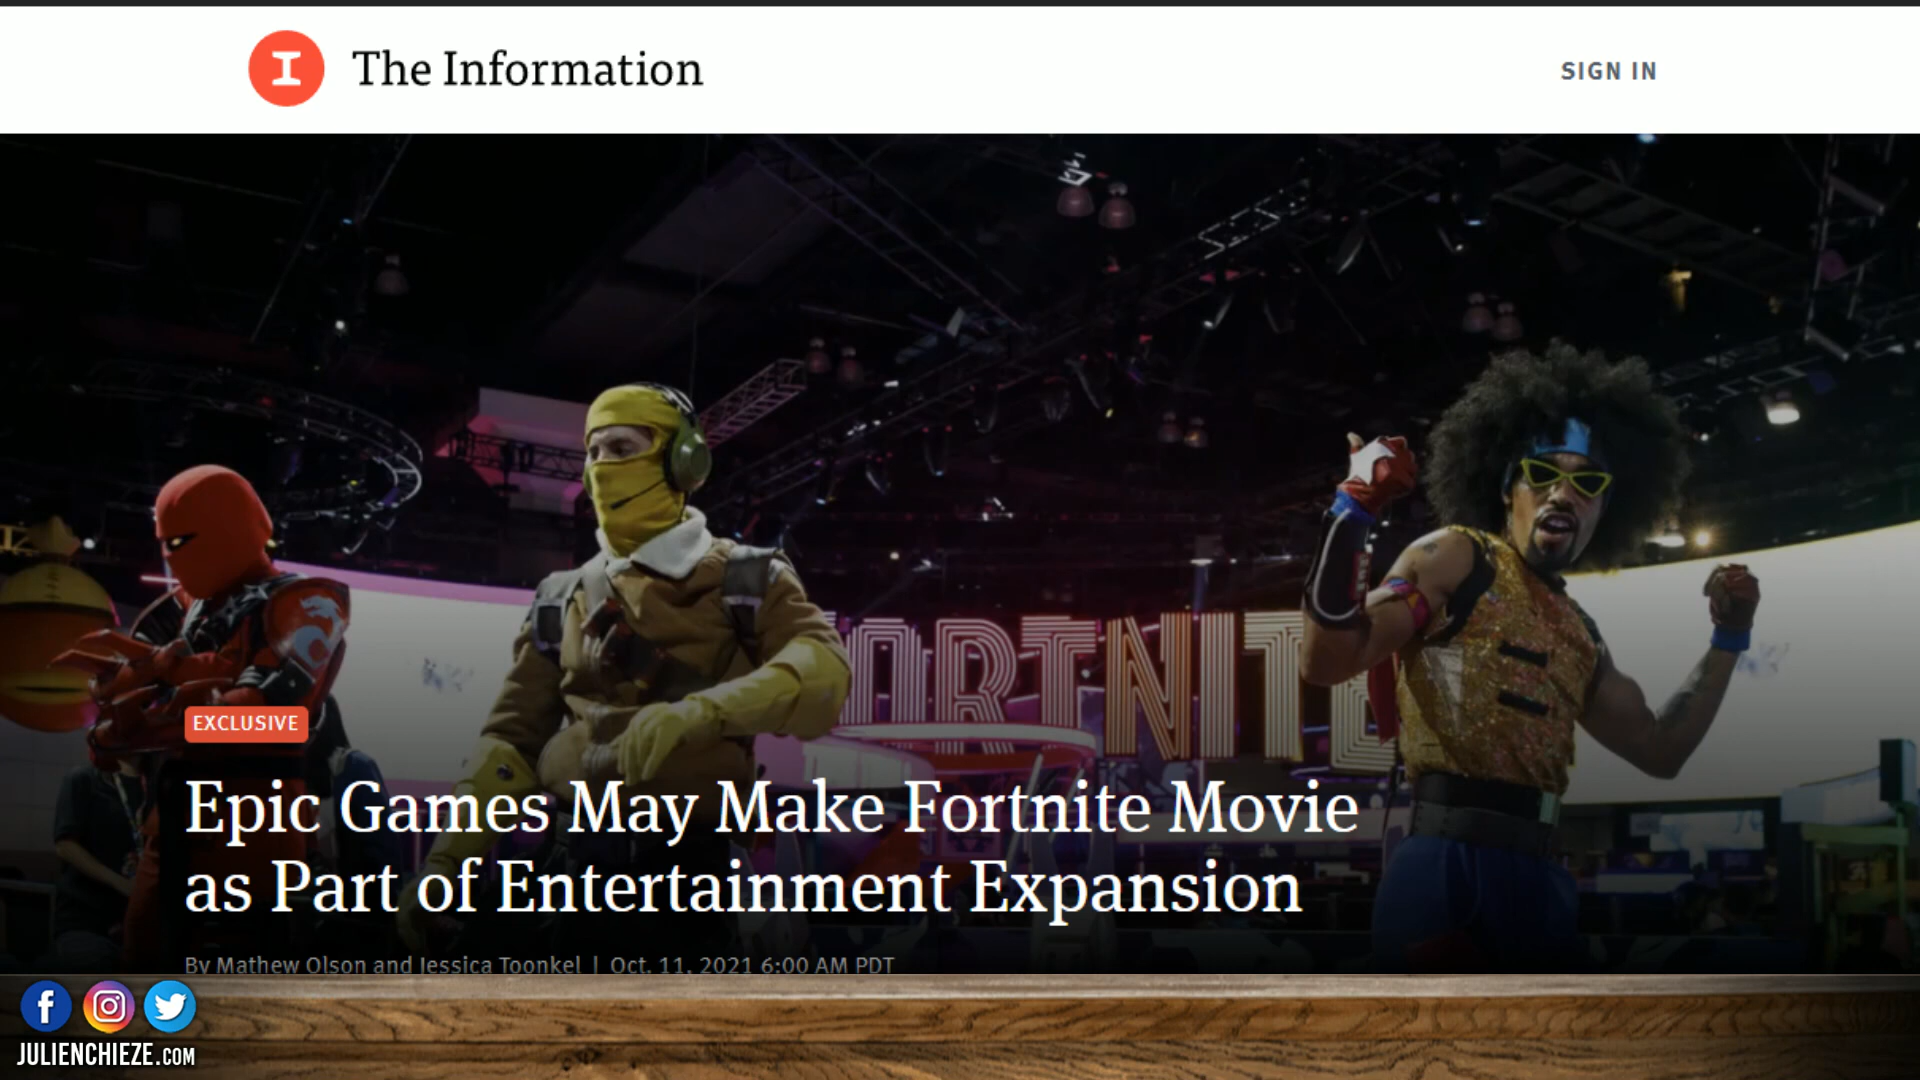 I The Information
SIGN IN
FORTNITE
EXCLUSIVE
Epic Games May Make Fortnite Movie
as Part of Entertainment Expansion
By Mathew Olson and Jessica Toonkel | Oct. 11, 2021 6:00 AM PDT
JULIENCHIEZE.COM